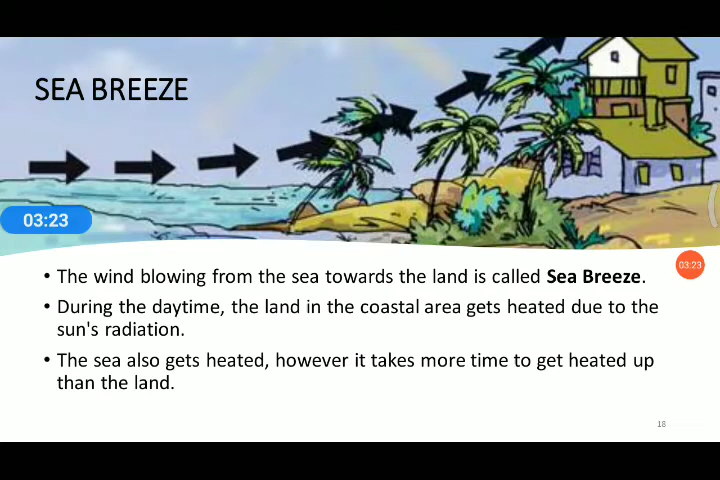 SEA BREEZE
03:23
• The wind blowing from the sea towards the land is called Sea Breeze.
03:23
• During the daytime, the land in the coastal area gets heated due to the
sun's radiation.
• The sea also gets heated, however it takes more time to get heated up
than the land.
18